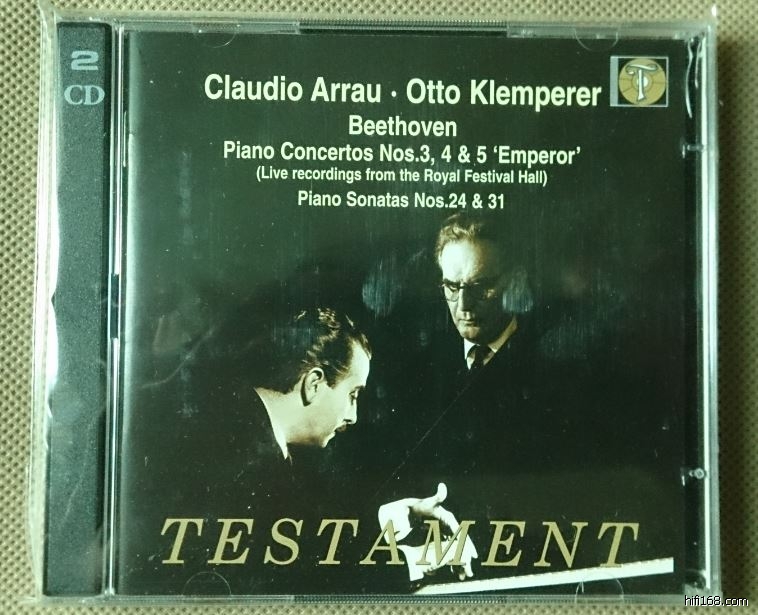 2
CD
Claudio Arrau · Otto Klemperer
Beethoven
Piano Concertos Nos.3, 4 & 5 ‘Emperor’
(Live recordings from the Royal Festival Hall)
Piano Sonatas Nos.24 & 31
TESTAMENT
hifi168.com